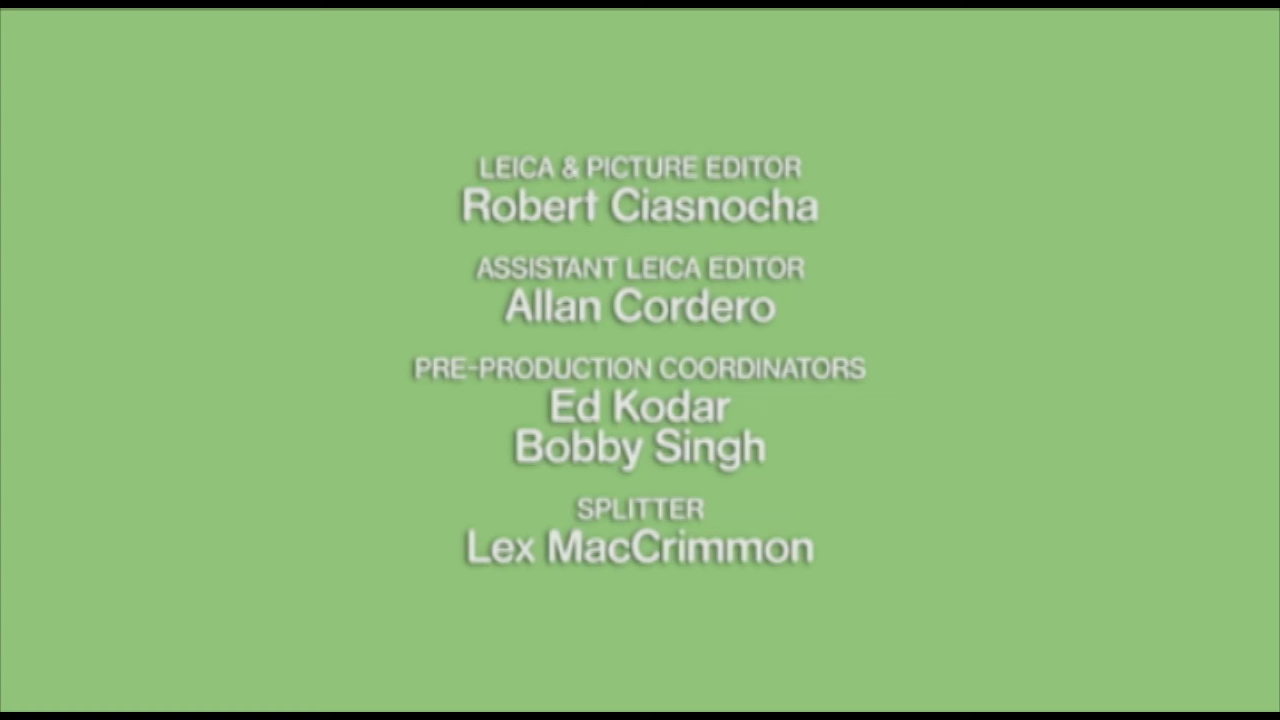 LEICA & PICTURE EDITOR
Robert Ciasnocha
ASSISTANT LEICA EDITOR
Allan Cordero
PRE-PRODUCTION COORDINATORS
Ed Kodar
Bobby Singh
SPLITTER
Lex MacCrimmon